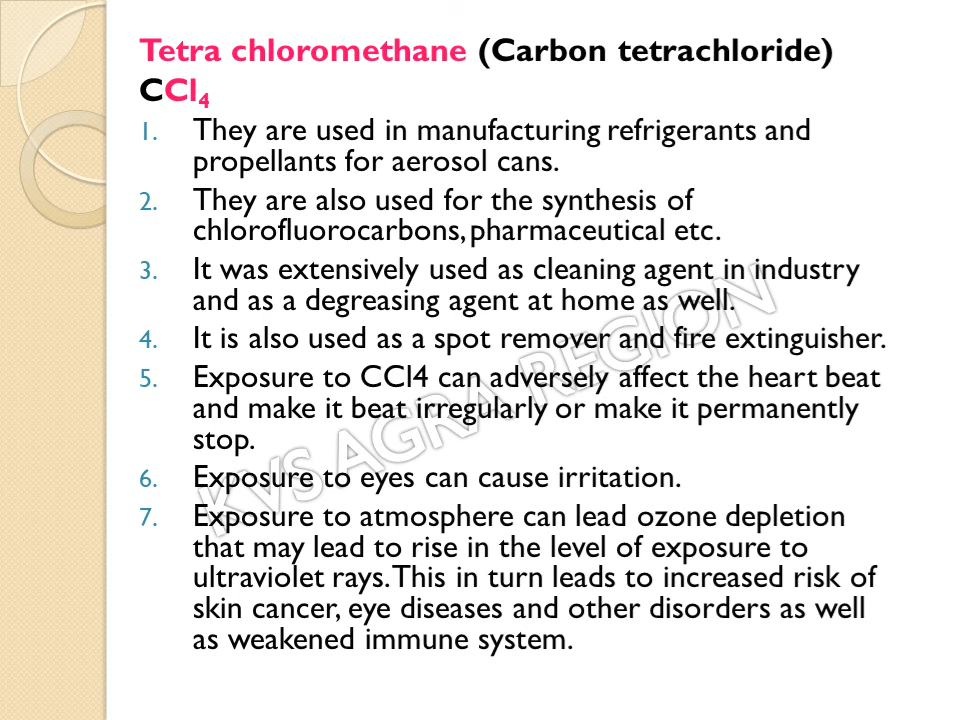 Tetra chloromethane (Carbon tetrachloride)
CCl4
1. They are used in manufacturing refrigerants and
propellants for aerosol cans.
2. They are also used for the synthesis of
chlorofluorocarbons, pharmaceutical etc.
3. It was extensively used as cleaning agent in industry
and as a degreasing agent at home as well.
4. It is also used as a spot remover and fire extinguisher.
5. Exposure to CCl4 can adversely affect the heart beat
and make it beat irregularly or make it permanently
stop.
6. Exposure to eyes can cause irritation.
7. Exposure to atmosphere can lead ozone depletion
that may lead to rise in the level of exposure to
ultraviolet rays. This in turn leads to increased risk of
skin cancer, eye diseases and other disorders as well
as weakened immune system.
KVS AGRA REGION